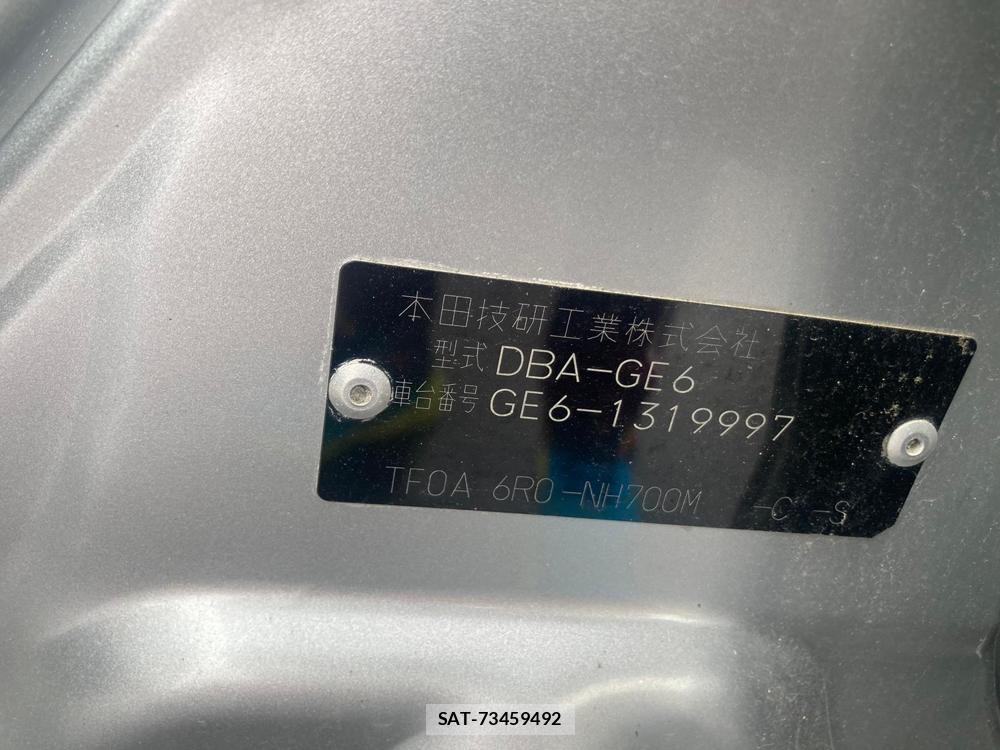 本田技研工業株式会社
型式 DBA-GE6
車台番号 GE6-1319997
TF0A 6R0-NH700M -C -S
SAT-73459492